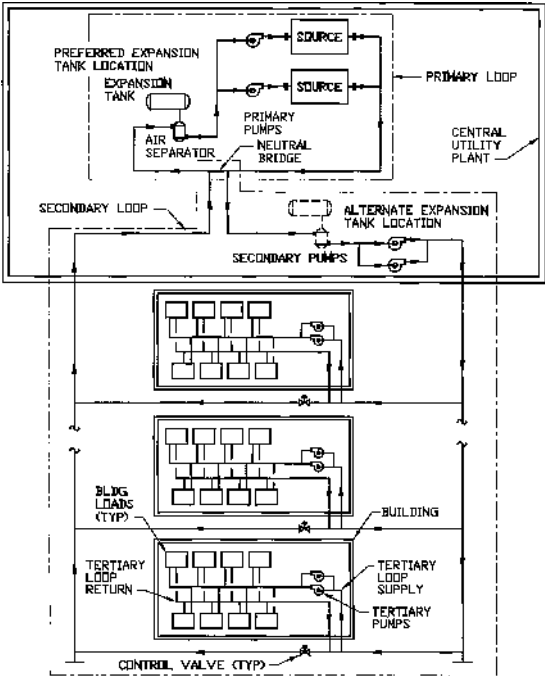 SOURCE
PREFERRED EXPANSION
TANK LOCATION
EXPANSION
TANK
SOURCE
PRIMARY LOOP
PRIMARY
PUMPS
AIR
SEPARATOR
NEUTRAL
BRIDGE
CENTRAL
UTILITY
PLANT
SECONDARY LOOP
ALTERNATE EXPANSION
TANK LOCATION
SECONDARY PUMPS
BLDG
LOADS
(TYP)
BUILDING
TERTIARY
LOOP
RETURN
TERTIARY
LOOP
SUPPLY
TERTIARY
PUMPS
CONTROL VALVE (TYP)